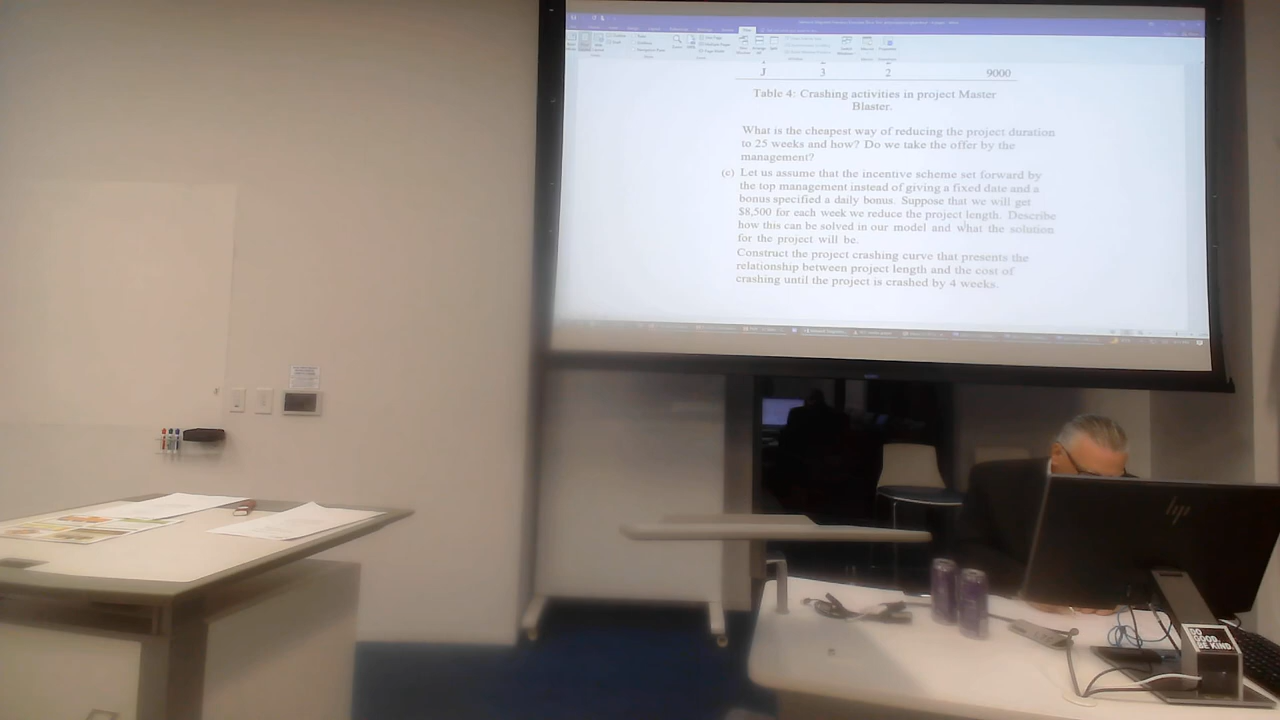 J 3 2 9000
Table 4: Crashing activities in project Master
Blaster.
What is the cheapest way of reducing the project duration
to 25 weeks and how? Do we take the offer by the
management?
(c) Let us assume that the incentive scheme set forward by
the top management instead of giving a fixed date and a
bonus specified a daily bonus. Suppose that we will get
$8,500 for each week we reduce the project length. Describe
how this can be solved in our model and what the solution
for the project will be.
Construct the project crashing curve that presents the
relationship between project length and the cost of
crashing until the project is crashed by 4 weeks.
hp
DO
GOOD.
BE KIND.